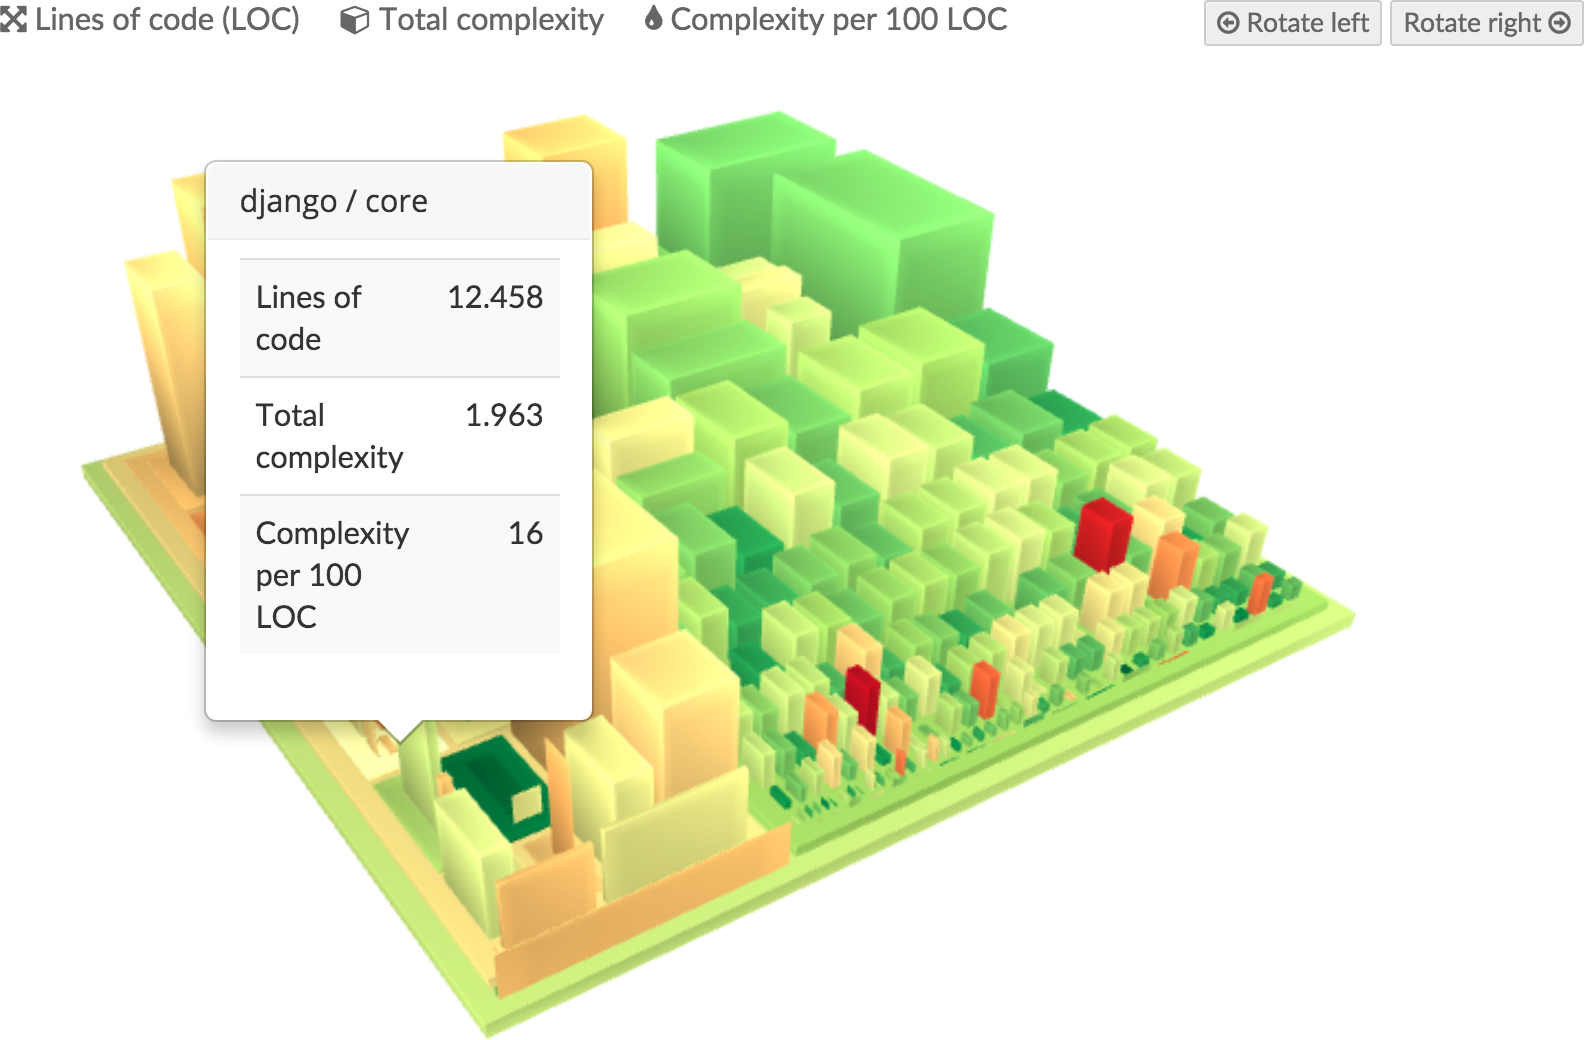 Lines of code (LOC) Total complexity Complexity per 100 LOC Rotate left Rotate right
django / core
Lines of 12.458
code
Total 1.963
complexity
Complexity 16
per 100
LOC